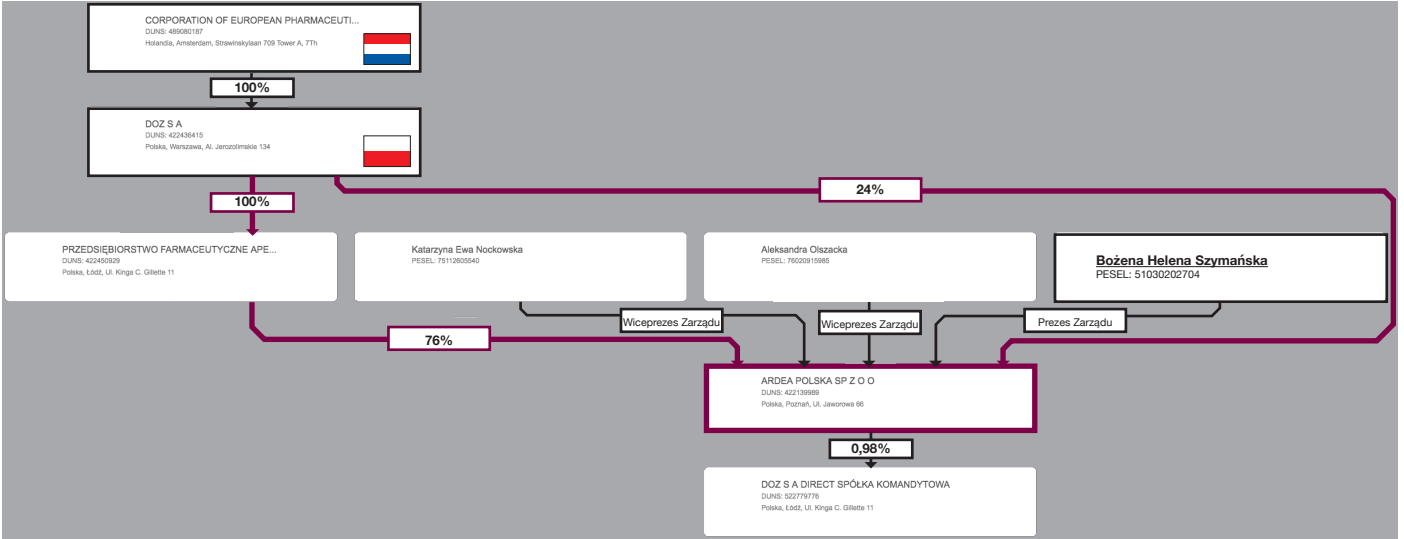 CORPORATION OF EUROPEAN PHARMACEUTI...
DUNS: 489080187
Holandia, Amsterdam, Strawinskylaan 709 Tower A, 7Th
100%
DOZ S A
DUNS: 422436415
Polska, Warszawa, Al. Jerozolimskie 134
24%
100%
PRZEDSIĘBIORSTWO FARMACEUTYCZNE APE...
DUNS: 422450929
Polska, Łódź, Ul. Kinga C. Gillette 11
Katarzyna Ewa Nockowska
PESEL: 75112605540
Aleksandra Olszacka
PESEL: 76020915985
Bożena Helena Szymańska
PESEL: 51030202704
Wiceprezes Zarządu
Wiceprezes Zarządu
Prezes Zarządu
76%
ARDEA POLSKA SP Z O O
DUNS: 422139989
Polska, Poznań, Ul. Jaworowa 66
0,98%
DOZ S A DIRECT SPÓŁKA KOMANDYTOWA
DUNS: 522779776
Polska, Łódź, Ul. Kinga C. Gillette 11